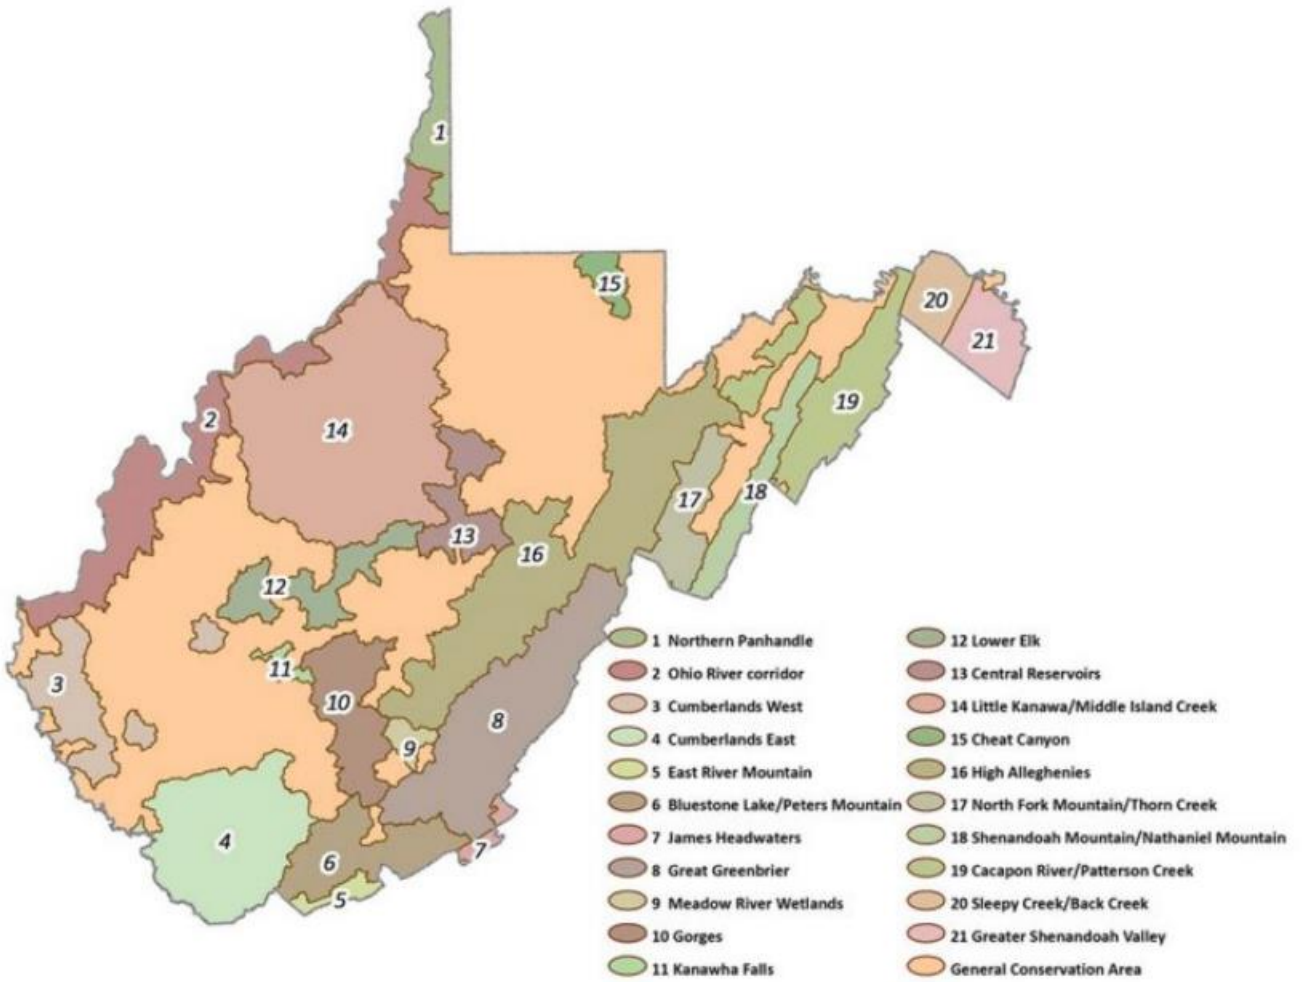 1
15
20
21
2
14
19
17
18
13
16
12
11
3
10
8
9
4
6
7
5
1 Northern Panhandle
2 Ohio River corridor
3 Cumberlands West
4 Cumberlands East
5 East River Mountain
6 Bluestone Lake/Peters Mountain
7 James Headwaters
8 Great Greenbrier
9 Meadow River Wetlands
10 Gorges
11 Kanawha Falls
12 Lower Elk
13 Central Reservoirs
14 Little Kanawa/Middle Island Creek
15 Cheat Canyon
16 High Alleghenies
17 North Fork Mountain/Thorn Creek
18 Shenandoah Mountain/Nathaniel Mountain
19 Cacapon River/Patterson Creek
20 Sleepy Creek/Back Creek
21 Greater Shenandoah Valley
General Conservation Area